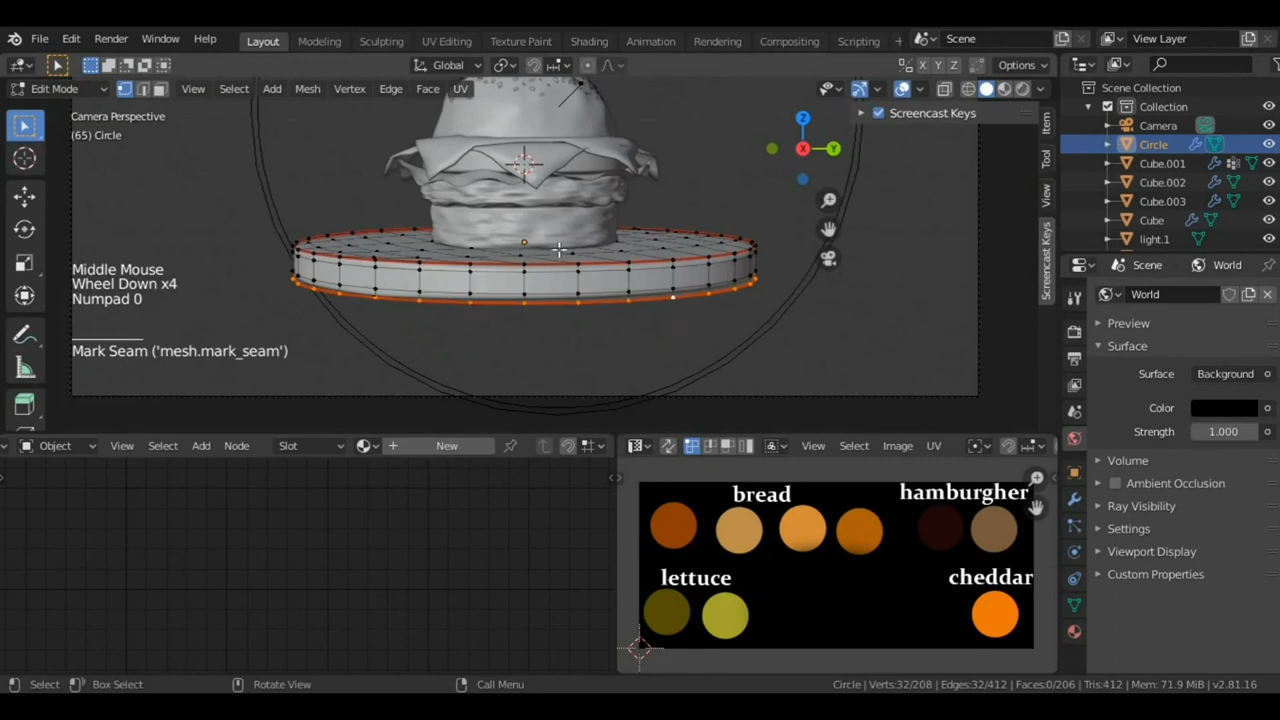 File Edit Render Window Help Layout Modeling Sculpting UV Editing Texture Paint Shading Animation Rendering Compositing Scripting + Scene View Layer
Global X Y Z Options
Edit Mode View Select Add Mesh Vertex Edge Face UV
Camera Perspective
(65) Circle
Screencast Keys
Z
X
Y
Item
Tool
View
Screencast Keys
Middle Mouse
Wheel Down x4
Numpad 0
Mark Seam ('mesh.mark_seam')
Scene Collection
Collection
Camera
Circle
Cube.001
Cube.002
Cube.003
Cube
light.1
Scene World
World
Preview
Surface
Surface Background
Color
Strength 1.000
Volume
Ambient Occlusion
Ray Visibility
Settings
Viewport Display
Custom Properties
Object View Select Add Node Slot New
View Select Image UV
bread hamburgher
lettuce cheddar
Select Box Select Rotate View Call Menu Circle | Verts:32/208 | Edges:32/412 | Faces:0/206 | Tris:412 | Mem: 71.9 MiB | v2.81.16